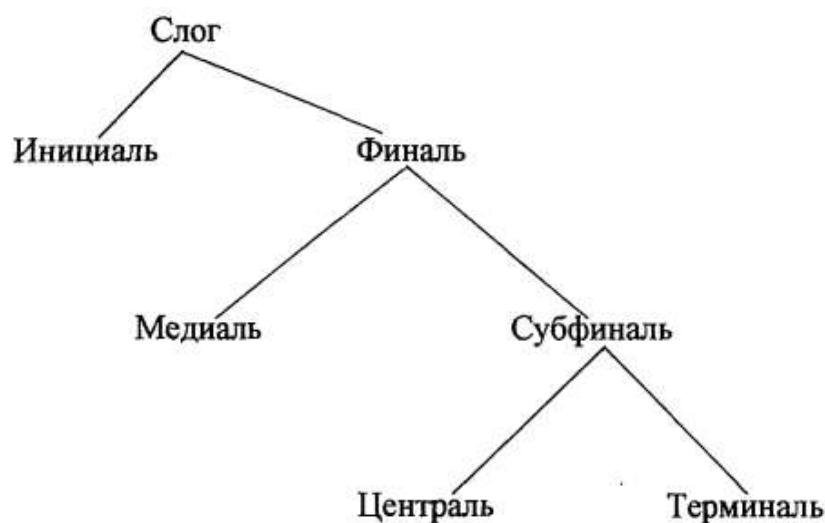 Слог
Инициаль Финаль
Медиаль Субфиналь
Централь Терминаль